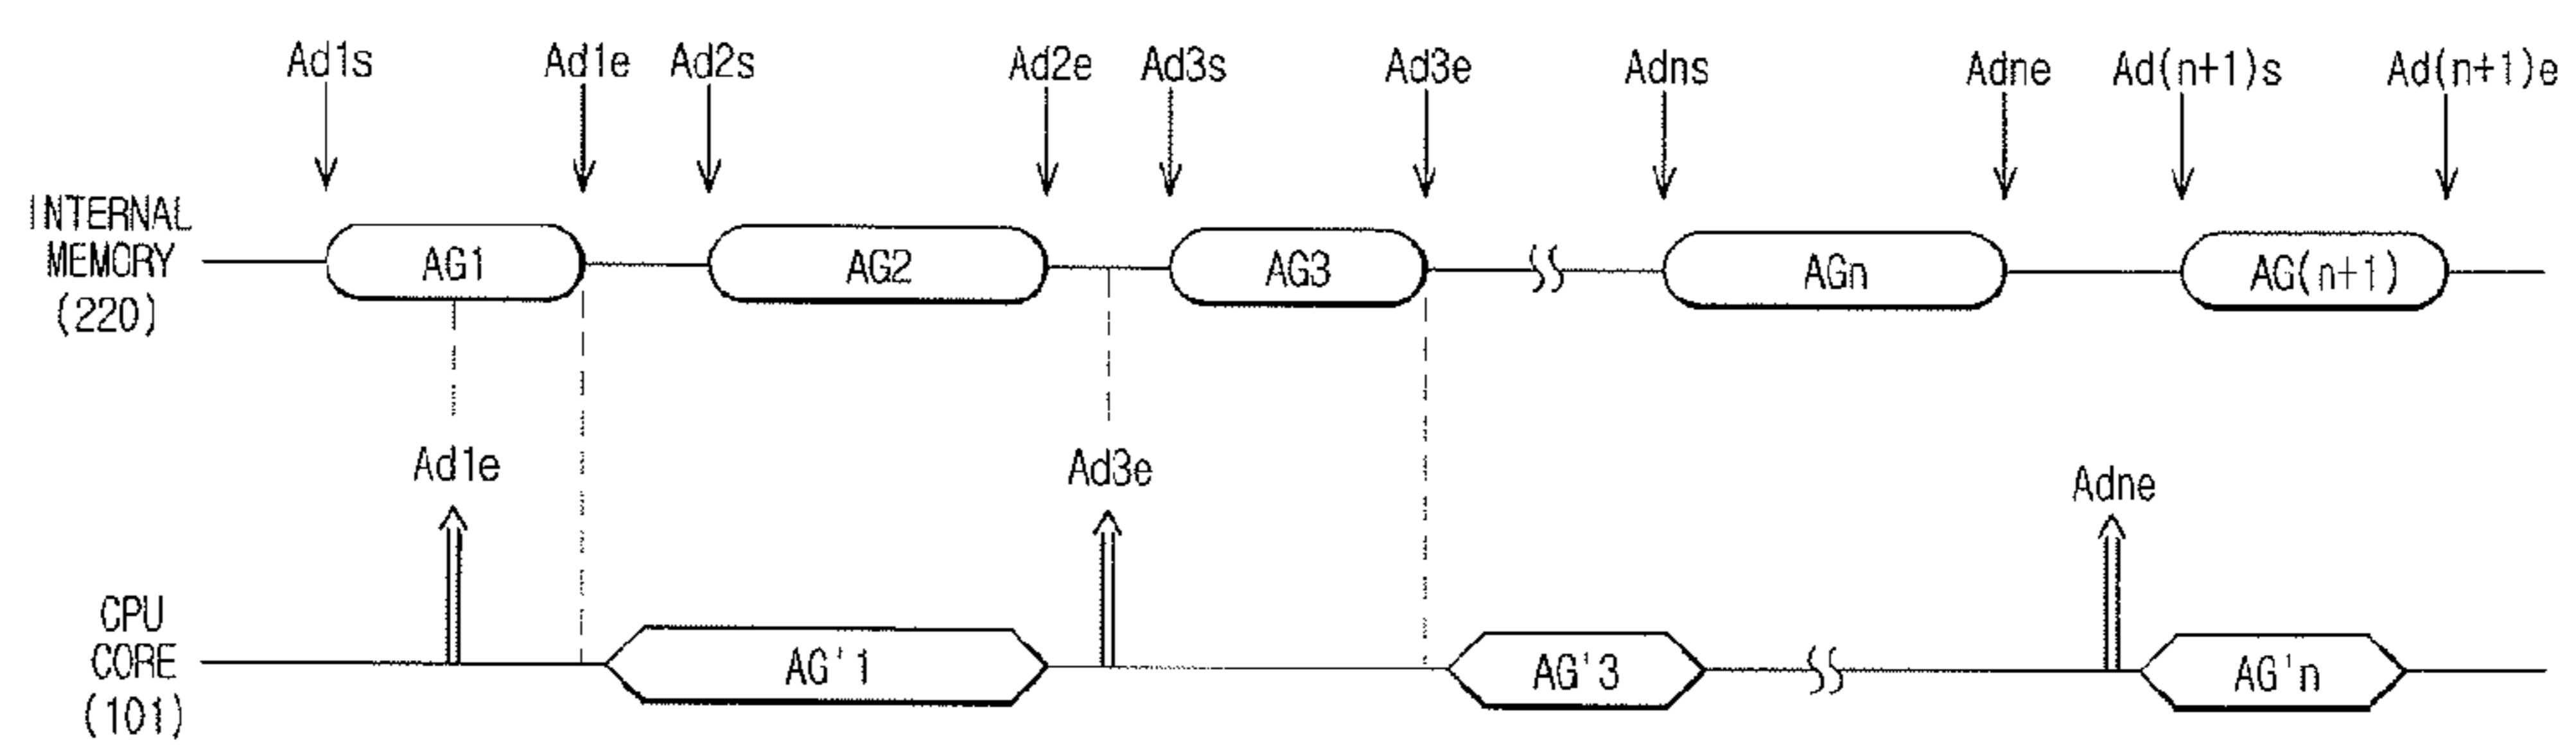 Ad1s Ad1e Ad2s Ad2e Ad3s Ad3e Adns Adne Ad(n+1)s Ad(n+1)e
INTERNAL
MEMORY
(220)
AG1 AG2 AG3 AGn AG(n+1)
Ad1e Ad3e Adne
CPU
CORE
(101)
AG'1 AG'3 AG'n